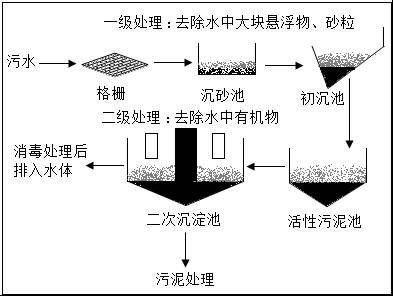 一级处理：去除水中大块悬浮物、砂粒
污水
格栅
沉砂池
初沉池
二级处理：去除水中有机物
消毒处理后
排入水体
二次沉淀池
活性污泥池
污泥处理